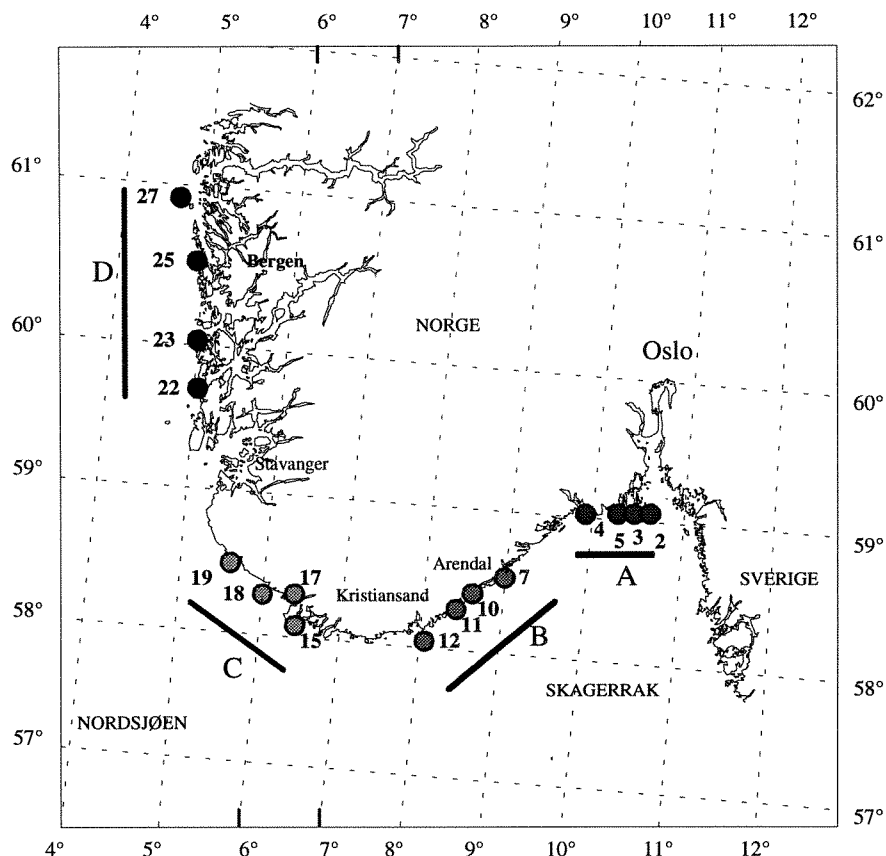 4° 5° 6° 7° 8° 9° 10° 11° 12°
62°
61°
27
61°
D
25
Bergen
60°
NORGE
23
Oslo
22
60°
59°
Stavanger
4
5
3
2
59°
19
17
Arendal
7
A
SVERIGE
18
Kristiansand
10
58°
11
15
12
B
C
SKAGERRAK
58°
NORDSJØEN
57°
57°
4° 5° 6° 7° 8° 9° 10° 11° 12°